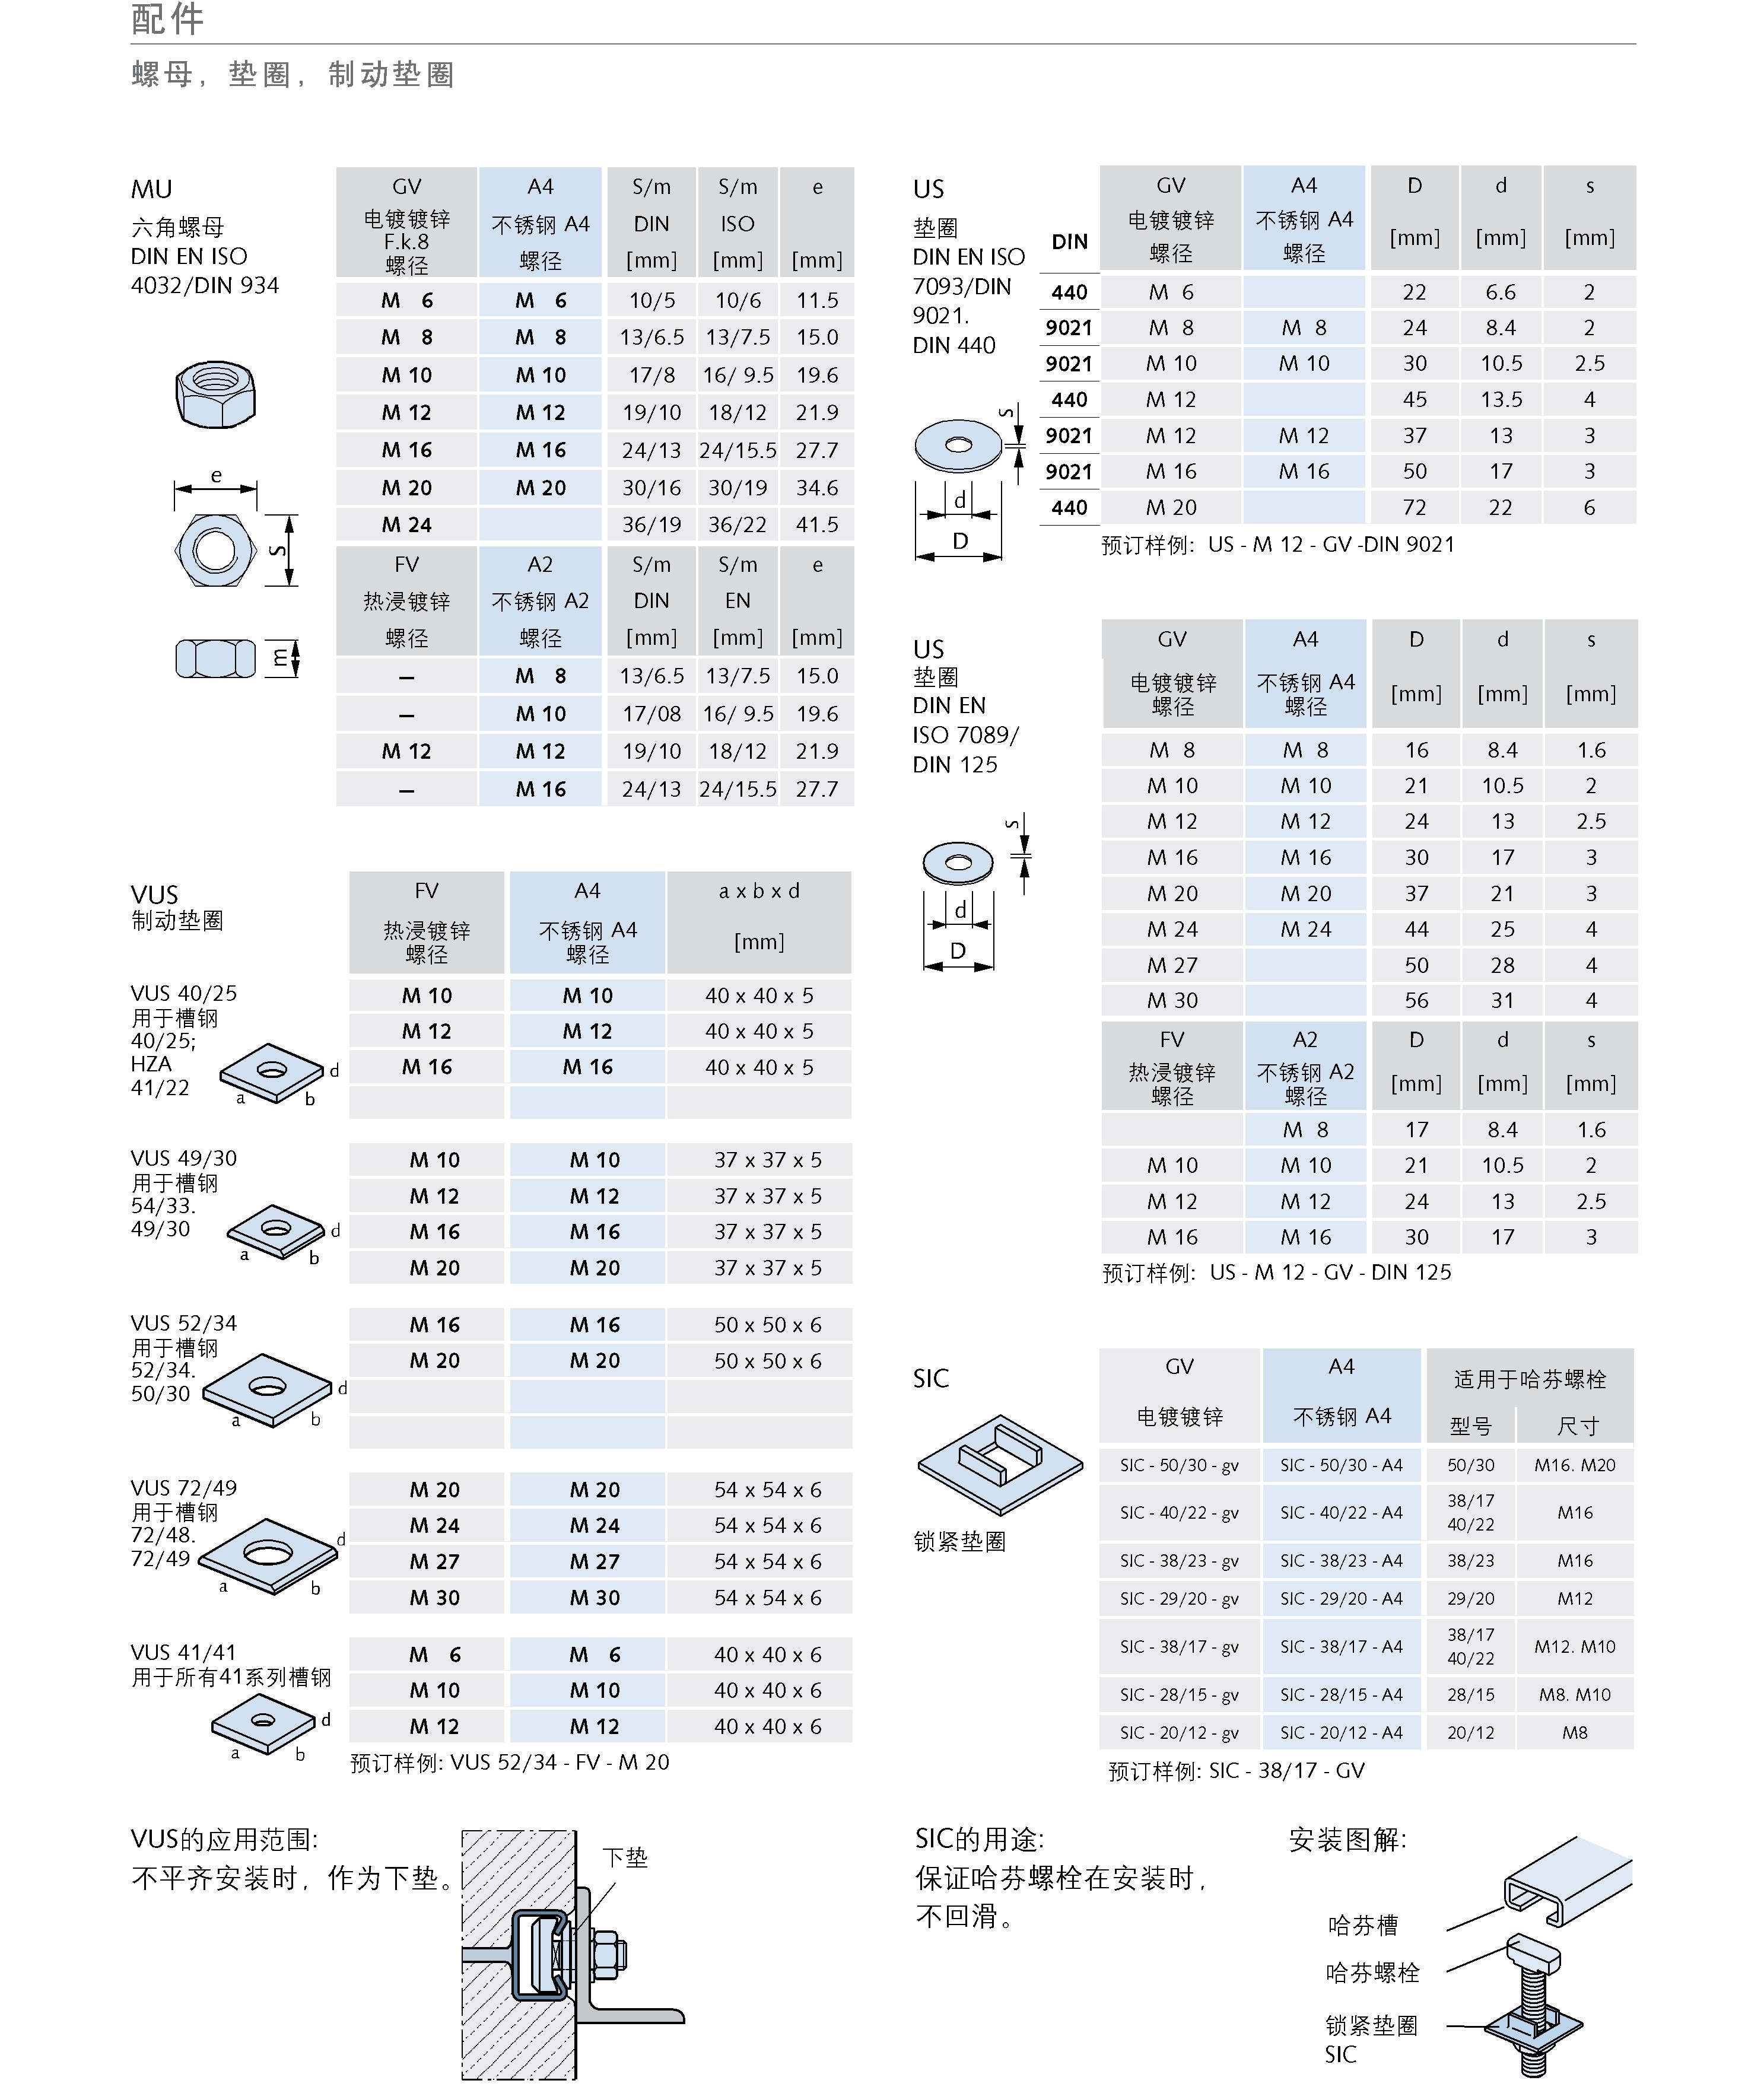 配件
螺母，垫圈，制动垫圈
MU
六角螺母
DIN EN ISO
4032/DIN 934
e
S
m
GV A4 S/m S/m e
电镀镀锌 不锈钢 A4 DIN ISO
F.k.8
螺径 螺径 [mm] [mm] [mm]
M 6 M 6 10/5 10/6 11.5
M 8 M 8 13/6.5 13/7.5 15.0
M 10 M 10 17/8 16/ 9.5 19.6
M 12 M 12 19/10 18/12 21.9
M 16 M 16 24/13 24/15.5 27.7
M 20 M 20 30/16 30/19 34.6
M 24 36/19 36/22 41.5
FV A2 S/m S/m e
热浸镀锌 不锈钢 A2 DIN EN
螺径 螺径 [mm] [mm] [mm]
– M 8 13/6.5 13/7.5 15.0
– M 10 17/08 16/ 9.5 19.6
M 12 M 12 19/10 18/12 21.9
– M 16 24/13 24/15.5 27.7
VUS
制动垫圈
FV A4 a x b x d
热浸镀锌 不锈钢 A4 [mm]
螺径 螺径
VUS 40/25
用于槽钢
40/25;
HZA
41/22
a b d
M 10 M 10 40 x 40 x 5
M 12 M 12 40 x 40 x 5
M 16 M 16 40 x 40 x 5
VUS 49/30
用于槽钢
54/33.
49/30
a b d
M 10 M 10 37 x 37 x 5
M 12 M 12 37 x 37 x 5
M 16 M 16 37 x 37 x 5
M 20 M 20 37 x 37 x 5
VUS 52/34
用于槽钢
52/34.
50/30
a b d
M 16 M 16 50 x 50 x 6
M 20 M 20 50 x 50 x 6
VUS 72/49
用于槽钢
72/48.
72/49
a b d
M 20 M 20 54 x 54 x 6
M 24 M 24 54 x 54 x 6
M 27 M 27 54 x 54 x 6
M 30 M 30 54 x 54 x 6
VUS 41/41
用于所有41系列槽钢
a b d
M 6 M 6 40 x 40 x 6
M 10 M 10 40 x 40 x 6
M 12 M 12 40 x 40 x 6
预订样例: VUS 52/34 - FV - M 20
VUS的应用范围:
不平齐安装时，作为下垫。
下垫
US
垫圈
DIN EN ISO
7093/DIN
9021.
DIN 440
s
d
D
GV A4 D d s
电镀镀锌 不锈钢 A4 [mm] [mm] [mm]
DIN 螺径 螺径
440 M 6 22 6.6 2
9021 M 8 M 8 24 8.4 2
9021 M 10 M 10 30 10.5 2.5
440 M 12 45 13.5 4
9021 M 12 M 12 37 13 3
9021 M 16 M 16 50 17 3
440 M 20 72 22 6
预订样例: US - M 12 - GV -DIN 9021
US
垫圈
DIN EN
ISO 7089/
DIN 125
s
d
D
GV A4 D d s
电镀镀锌 不锈钢 A4 [mm] [mm] [mm]
螺径 螺径
M 8 M 8 16 8.4 1.6
M 10 M 10 21 10.5 2
M 12 M 12 24 13 2.5
M 16 M 16 30 17 3
M 20 M 20 37 21 3
M 24 M 24 44 25 4
M 27 50 28 4
M 30 56 31 4
FV A2 D d s
热浸镀锌 不锈钢 A2 [mm] [mm] [mm]
螺径 螺径
M 8 17 8.4 1.6
M 10 M 10 21 10.5 2
M 12 M 12 24 13 2.5
M 16 M 16 30 17 3
预订样例: US - M 12 - GV - DIN 125
SIC
锁紧垫圈
GV A4 适用于哈芬螺栓
电镀镀锌 不锈钢 A4 型号 尺寸
SIC - 50/30 - gv SIC - 50/30 - A4 50/30 M16. M20
SIC - 40/22 - gv SIC - 40/22 - A4 38/17 40/22 M16
SIC - 38/23 - gv SIC - 38/23 - A4 38/23 M16
SIC - 29/20 - gv SIC - 29/20 - A4 29/20 M12
SIC - 38/17 - gv SIC - 38/17 - A4 38/17 40/22 M12. M10
SIC - 28/15 - gv SIC - 28/15 - A4 28/15 M8. M10
SIC - 20/12 - gv SIC - 20/12 - A4 20/12 M8
预订样例: SIC - 38/17 - GV
SIC的用途:
保证哈芬螺栓在安装时，
不回滑。
安装图解:
哈芬槽
哈芬螺栓
锁紧垫圈
SIC